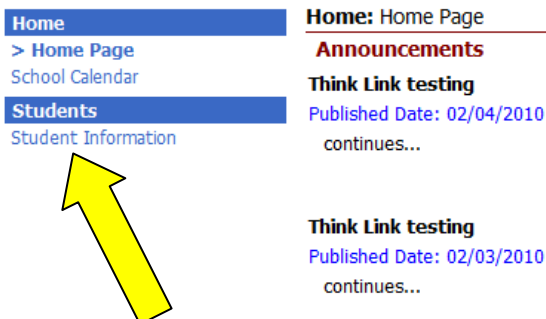 Home
> Home Page
School Calendar
Students
Student Information
Home: Home Page
Announcements
Think Link testing
Published Date: 02/04/2010
continues...
Think Link testing
Published Date: 02/03/2010
continues...